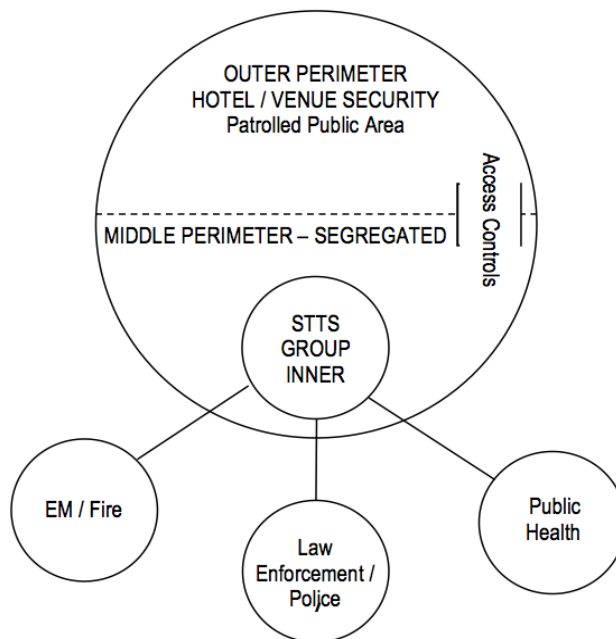 OUTER PERIMETER
HOTEL / VENUE SECURITY
Patrolled Public Area
Access Controls
MIDDLE PERIMETER – SEGREGATED
STTS
GROUP
INNER
EM / Fire
Law
Enforcement /
Police
Public
Health